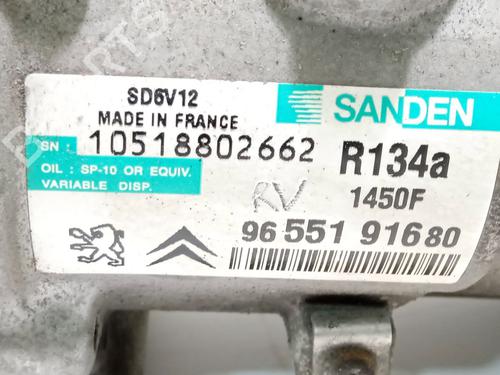 SD6V12
MADE IN FRANCE
SANDEN
SN : 10518802662
R134a
OIL : SP-10 OR EQUIV.
VARIABLE DISP.
RV
1450F
96 551 916 80